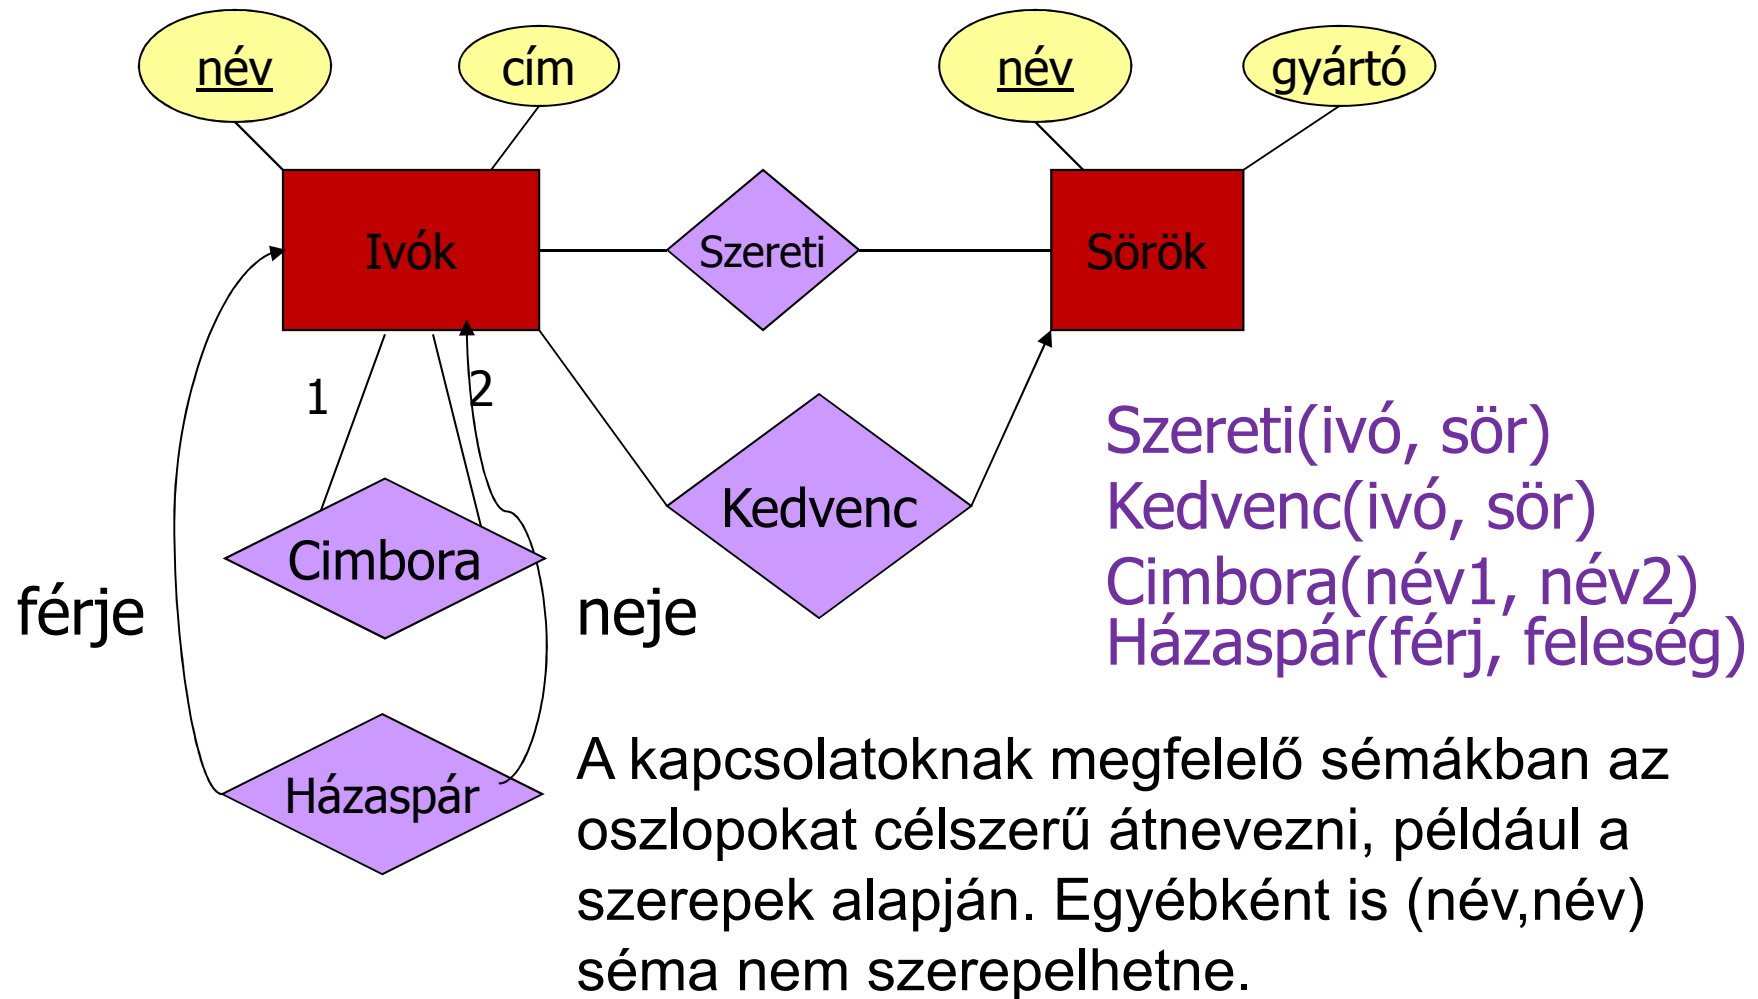 név
cím
név
gyártó
Ivók
Szereti
Sörök
1
2
Szereti(ivó, sör)
Kedvenc
Kedvenc(ivó, sör)
Cimbora
Cimbora(név1, név2)
férje
neje
Házaspár(férj, feleség)
Házaspár
A kapcsolatoknak megfelelő sémákban az
oszlopokat célszerű átnevezni, például a
szerepek alapján. Egyébként is (név,név)
séma nem szerepelhetne.